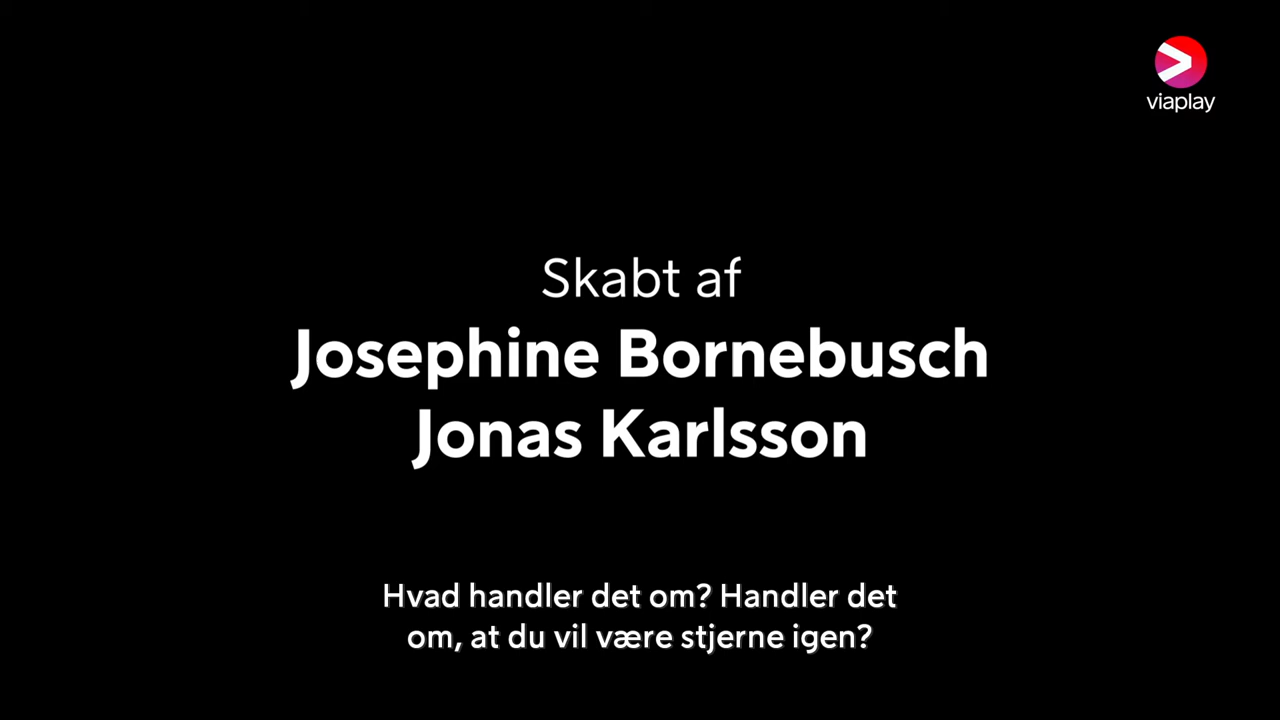 viaplay
Skabt af
Josephine Bornebusch
Jonas Karlsson
Hvad handler det om? Handler det
om, at du vil være stjerne igen?